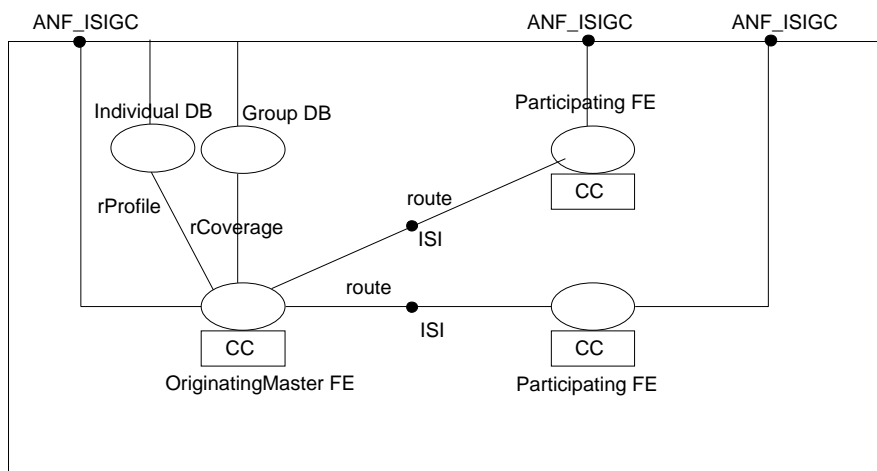 ANF_ISIGC
ANF_ISIGC
ANF_ISIGC
Individual DB
Group DB
Participating FE
CC
rProfile
rCoverage
route
ISI
route
ISI
CC
OriginatingMaster FE
CC
Participating FE